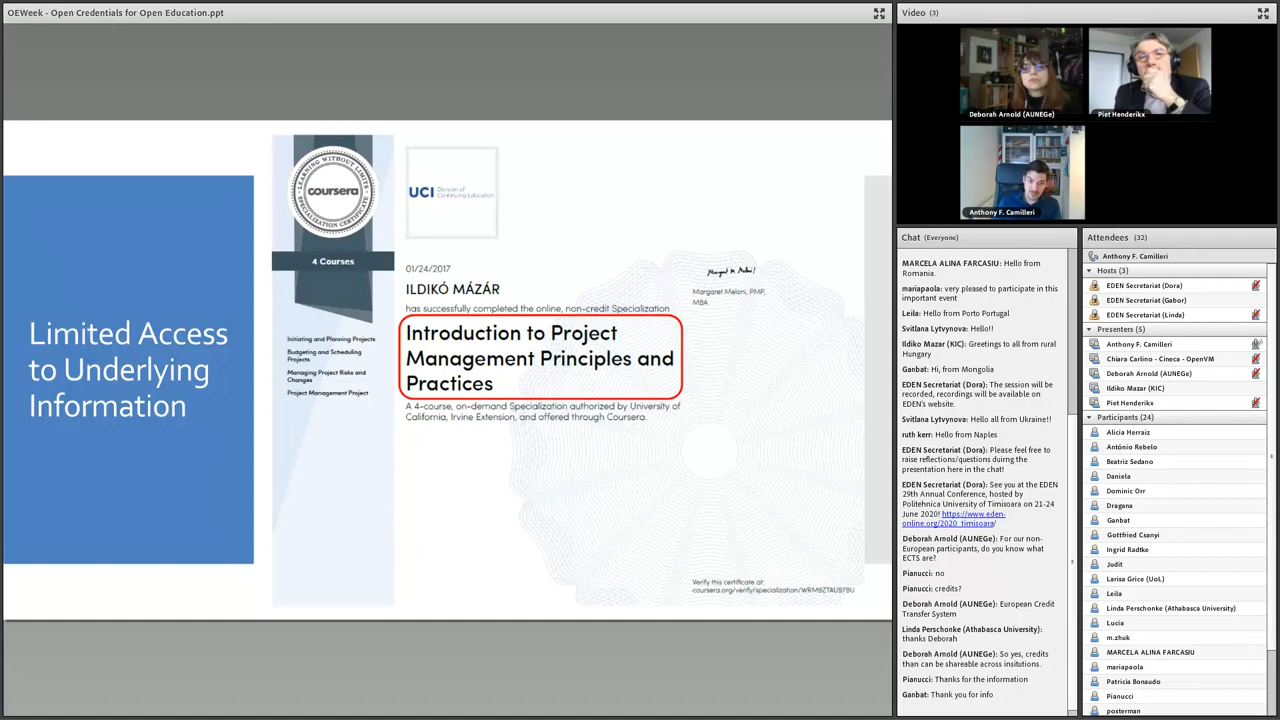 OEWeek - Open Credentials for Open Education.ppt
Limited Access
to Underlying
Information
LEARNING WITHOUT LIMITS
coursera
SPECIALIZATION CERTIFICATE
4 Courses
Initiating and Planning Projects
Budgeting and Scheduling
Projects
Managing Project Risks and
Changes
Project Management Project
UCI Division of
Continuing Education
01/24/2017
ILDIKÓ MÁZÁR
has successfully completed the online, non-credit Specialization
Introduction to Project
Management Principles and
Practices
A 4-course, on-demand Specialization authorized by University of
California, Irvine Extension, and offered through Coursera.
Margaret Meloni, PMP,
MBA
Verify this certificate at:
Video (3)
Deborah Arnold (AUNEGe)
Piet Henderikx
Anthony F. Camilleri
Chat (Everyone)
MARCELA ALINA FARCASIU: Hello from
Romania.
mariapaola: very pleased to participate in this
important event
Leila: Hello from Porto Portugal
Svitlana Lytvynova: Hello!!
Ildiko Mazar (KIC): Greetings to all from rural
Hungary
Ganbat: Hi, from Mongolia
EDEN Secretariat (Dora): The session will be
recorded, recordings will be available on
EDEN's website.
Svitlana Lytvynova: Hello all from Ukraine!!
ruth kerr: Hello from Naples
EDEN Secretariat (Dora): Please feel free to
raise reflections/questions duirng the
presentation here in the chat!
EDEN Secretariat (Dora): See you at the EDEN
29th Annual Conference, hosted by
Politehnica University of Timisoara on 21-24
June 2020! https://www.eden-
online.org/2020_timisoara/
Deborah Arnold (AUNEGe): For our non-
European participants, do you know what
ECTS are?
Pianucci: no
Pianucci: credits?
Deborah Arnold (AUNEGe): European Credit
Transfer System
Linda Perschonke (Athabasca University):
thanks Deborah
Deborah Arnold (AUNEGe): So yes, credits
than can be shareable across insitutions.
Pianucci: Thanks for the information
Ganbat: Thank you for info
Attendees (32)
Anthony F. Camilleri
Hosts (3)
EDEN Secretariat (Dora)
EDEN Secretariat (Gabor)
EDEN Secretariat (Linda)
Presenters (5)
Anthony F. Camilleri
Chiara Carlino - Cineca - OpenVM
Deborah Arnold (AUNEGe)
Ildiko Mazar (KIC)
Piet Henderikx
Participants (24)
Alicia Herraiz
António Rebelo
Beatriz Sedano
Daniela
Dominic Orr
Dragana
Ganbat
Gottfried Csanyi
Ingrid Radtke
Judit
Larisa Grice (UoL)
Leila
Linda Pershonke (Athabasca University)
Lucia
m.zhuk
MARCELA ALINA FARCASIU
mariapaola
Patricia Bonaudo
Pianucci
posterman